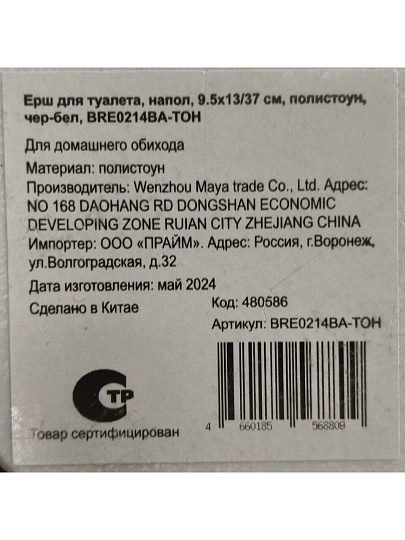 Ерш для туалета, напол, 9.5х13/37 см, полистоун,
чер-бел, BRE0214BA-TOH
Для домашнего обихода
Материал: полистоун
Производитель: Wenzhou Maya trade Co., Ltd. Адрес:
NO 168 DAOHANG RD DONGSHAN ECONOMIC
DEVELOPING ZONE RUIAN CITY ZHEJIANG CHINA
Импортер: ООО «ПРАЙМ». Адрес: Россия, г.Воронеж,
ул.Волгоградская, д.32
Дата изготовления: май 2024
Сделано в Китае
Код: 480586
Артикул: BRE0214BA-TOH
ТР
Товар сертифицирован
4 660185 568809